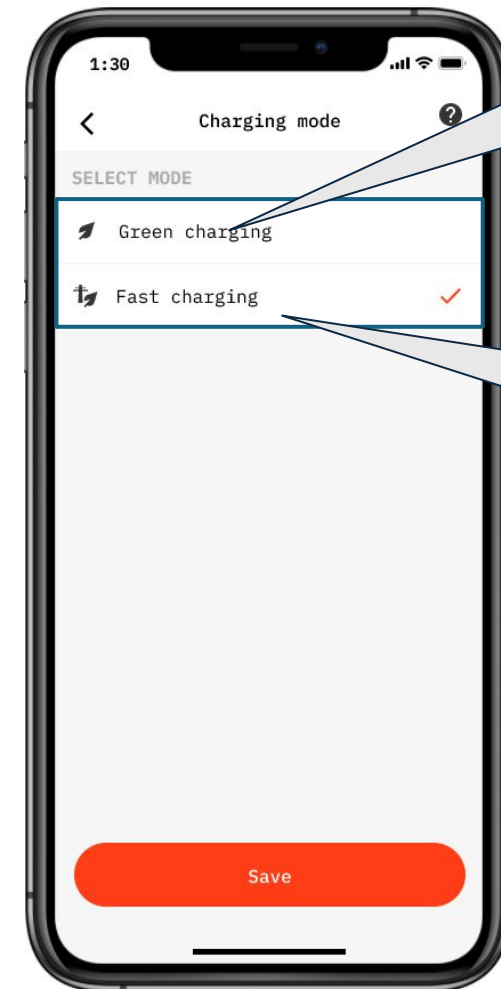 1:30
Charging mode
?
SELECT MODE
Green charging
Fast charging
Save